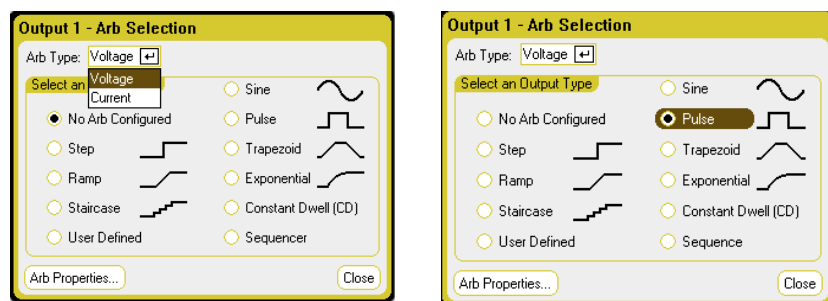 Output 1 - Arb Selection
Arb Type: Voltage
Voltage
Current
Select an
No Arb Configured
Step
Ramp
Staircase
User Defined
Sine
Pulse
Trapezoid
Exponential
Constant Dwell (CD)
Sequencer
Arb Properties...
Close
Output 1 - Arb Selection
Arb Type: Voltage
Select an Output Type
No Arb Configured
Step
Ramp
Staircase
User Defined
Sine
Pulse
Trapezoid
Exponential
Constant Dwell (CD)
Sequence
Arb Properties...
Close